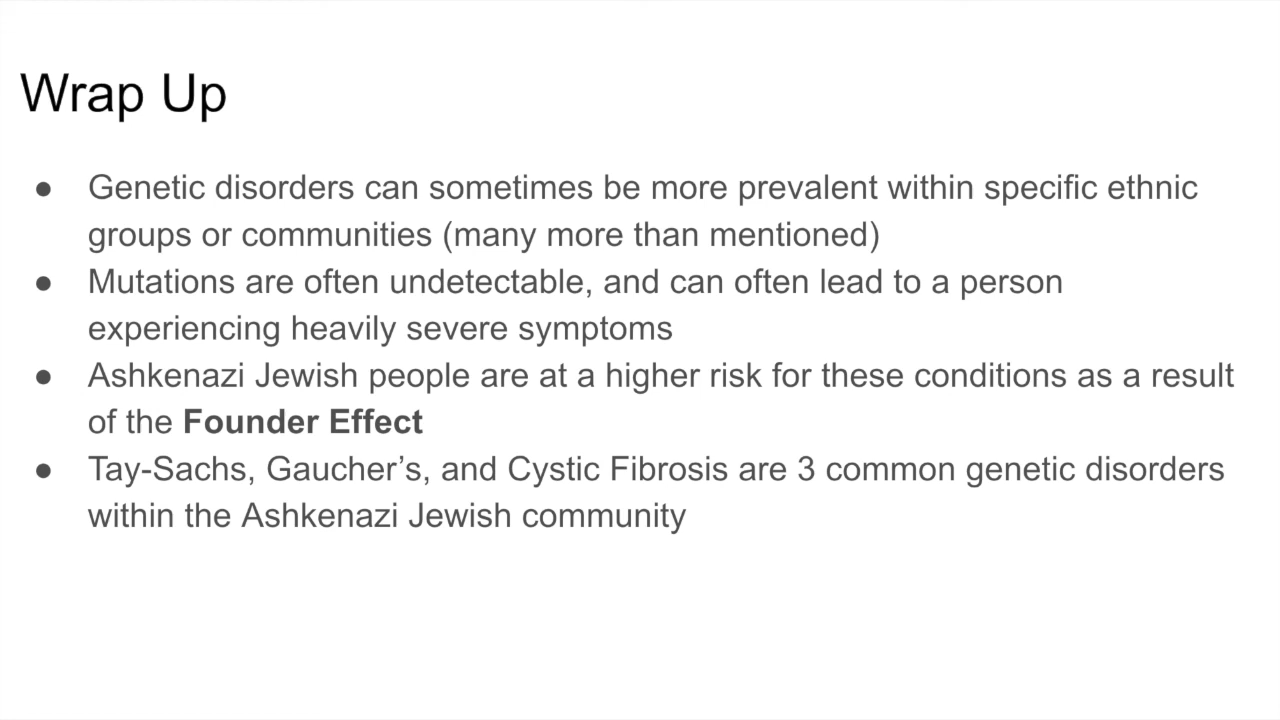 Wrap Up
● Genetic disorders can sometimes be more prevalent within specific ethnic
groups or communities (many more than mentioned)
● Mutations are often undetectable, and can often lead to a person
experiencing heavily severe symptoms
● Ashkenazi Jewish people are at a higher risk for these conditions as a result
of the Founder Effect
● Tay-Sachs, Gaucher’s, and Cystic Fibrosis are 3 common genetic disorders
within the Ashkenazi Jewish community